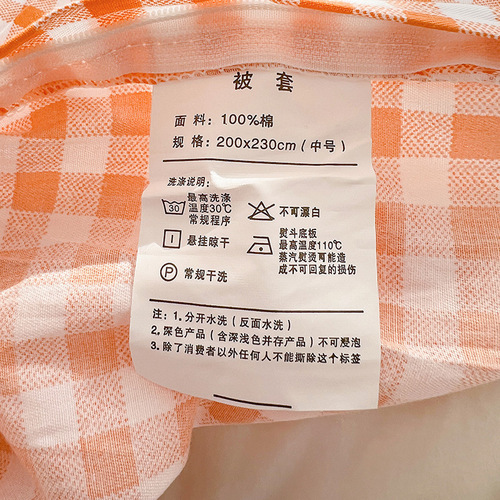 被套
面料：100%棉
规格：200x230cm（中号）
洗涤说明：
30
最高洗涤
温度30℃
常规程序
不可漂白
悬挂晾干
熨斗底板
最高温度110℃
蒸汽熨烫可能造
成不可回复的损伤
P
常规干洗
注：1.分开水洗（反面水洗）
2.深色产品（含深浅色并存产品）不可浸泡
3.除了消费者以外任何人不能撕除这个标签